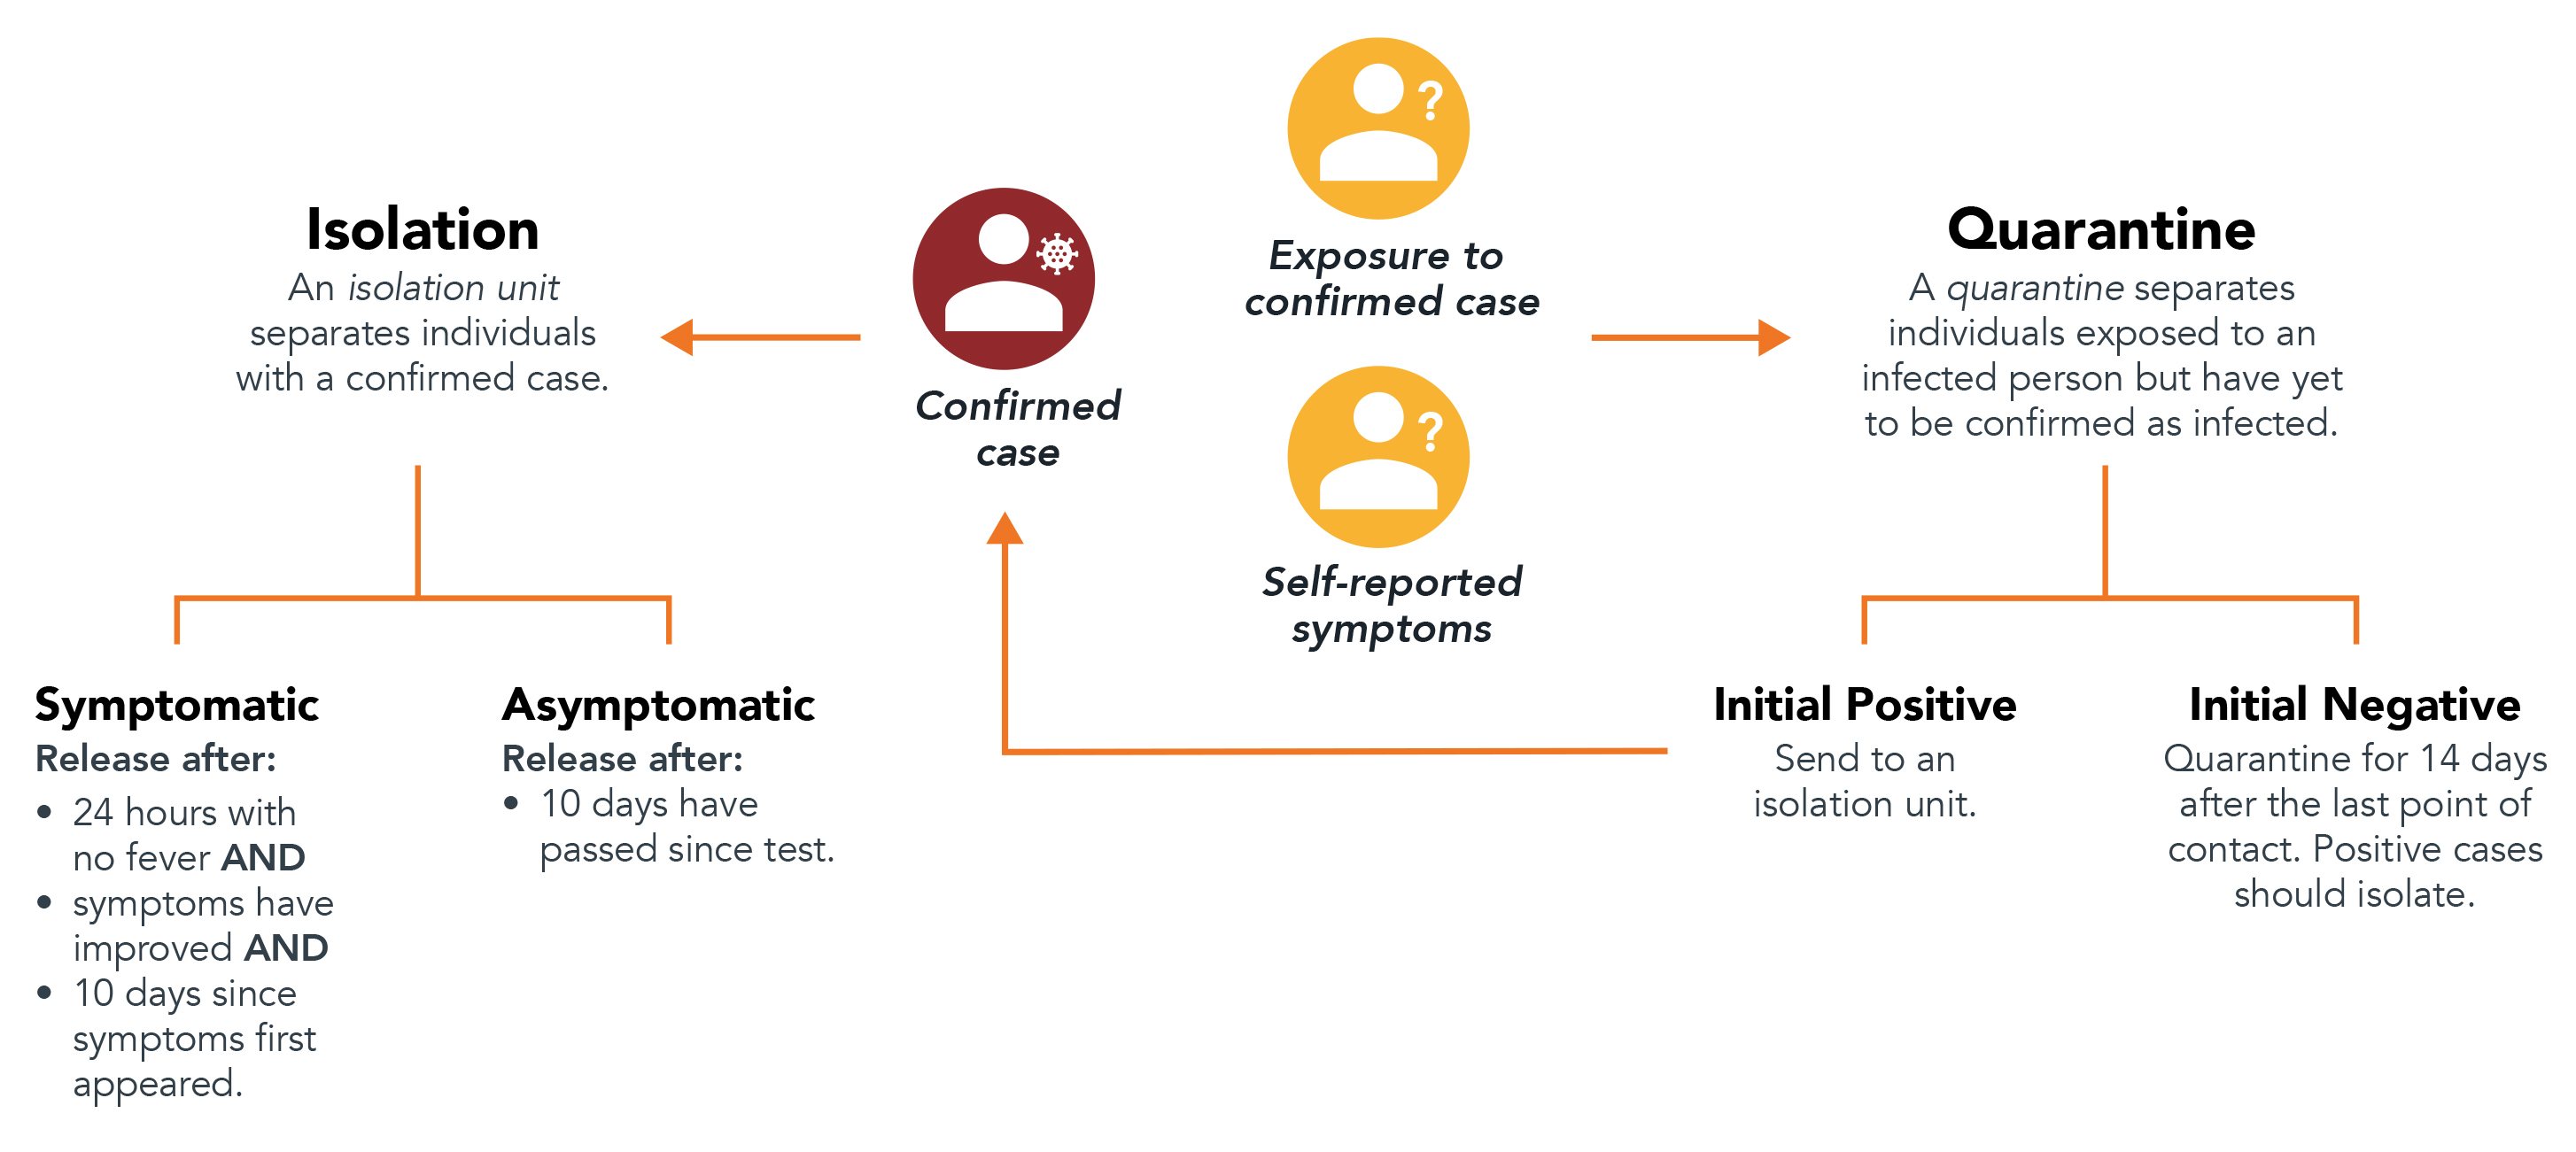 Isolation
An isolation unit
separates individuals
with a confirmed case.
Confirmed
case
?
Exposure to
confirmed case
?
Self-reported
symptoms
Quarantine
A quarantine separates
individuals exposed to an
infected person but have yet
to be confirmed as infected.
Symptomatic
Release after:
• 24 hours with
no fever AND
• symptoms have
improved AND
• 10 days since
symptoms first
appeared.
Asymptomatic
Release after:
• 10 days have
passed since test.
Initial Positive
Send to an
isolation unit.
Initial Negative
Quarantine for 14 days
after the last point of
contact. Positive cases
should isolate.